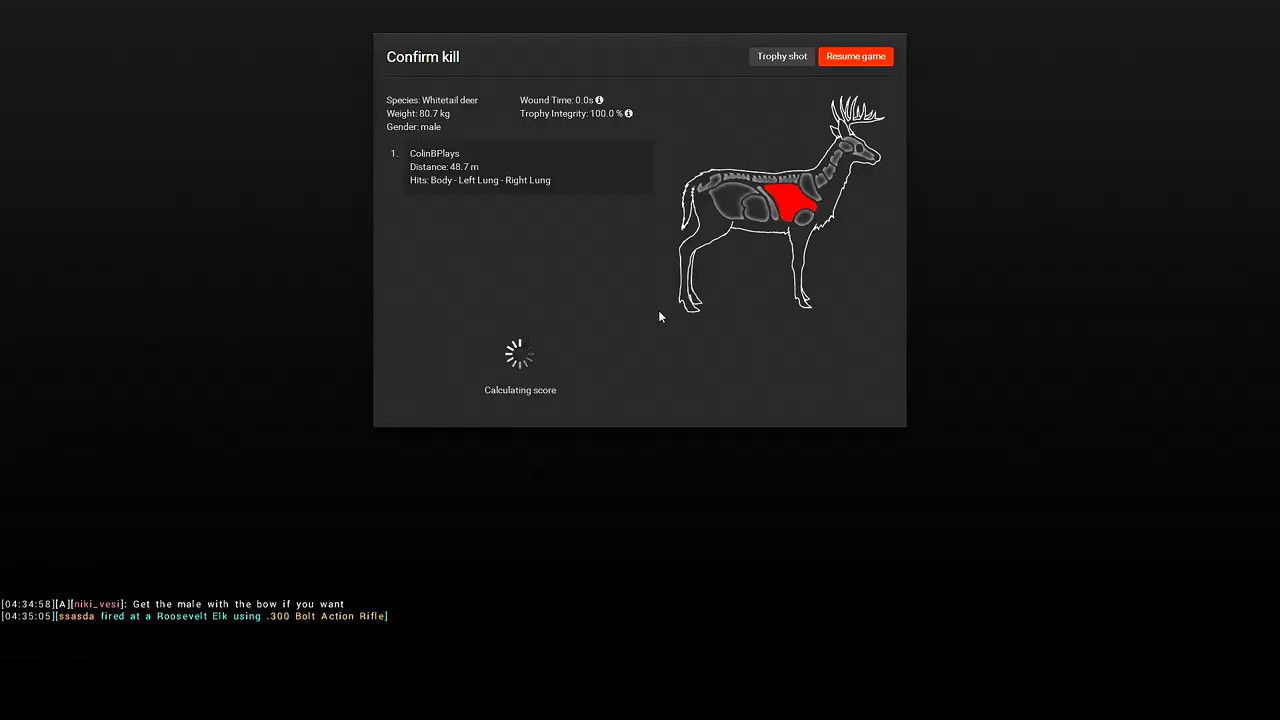 Confirm kill
Trophy shot
Resume game
Species: Whitetail deer
Weight: 80.7 kg
Gender: male
Wound Time: 0.0s
Trophy Integrity: 100.0 %
1. ColinBPlays
Distance: 48.7 m
Hits: Body - Left Lung - Right Lung
Calculating score
[04:34:58][A][niki_vesi]: Get the male with the bow if you want
[04:35:05][ssasda fired at a Roosevelt Elk using .300 Bolt Action Rifle]